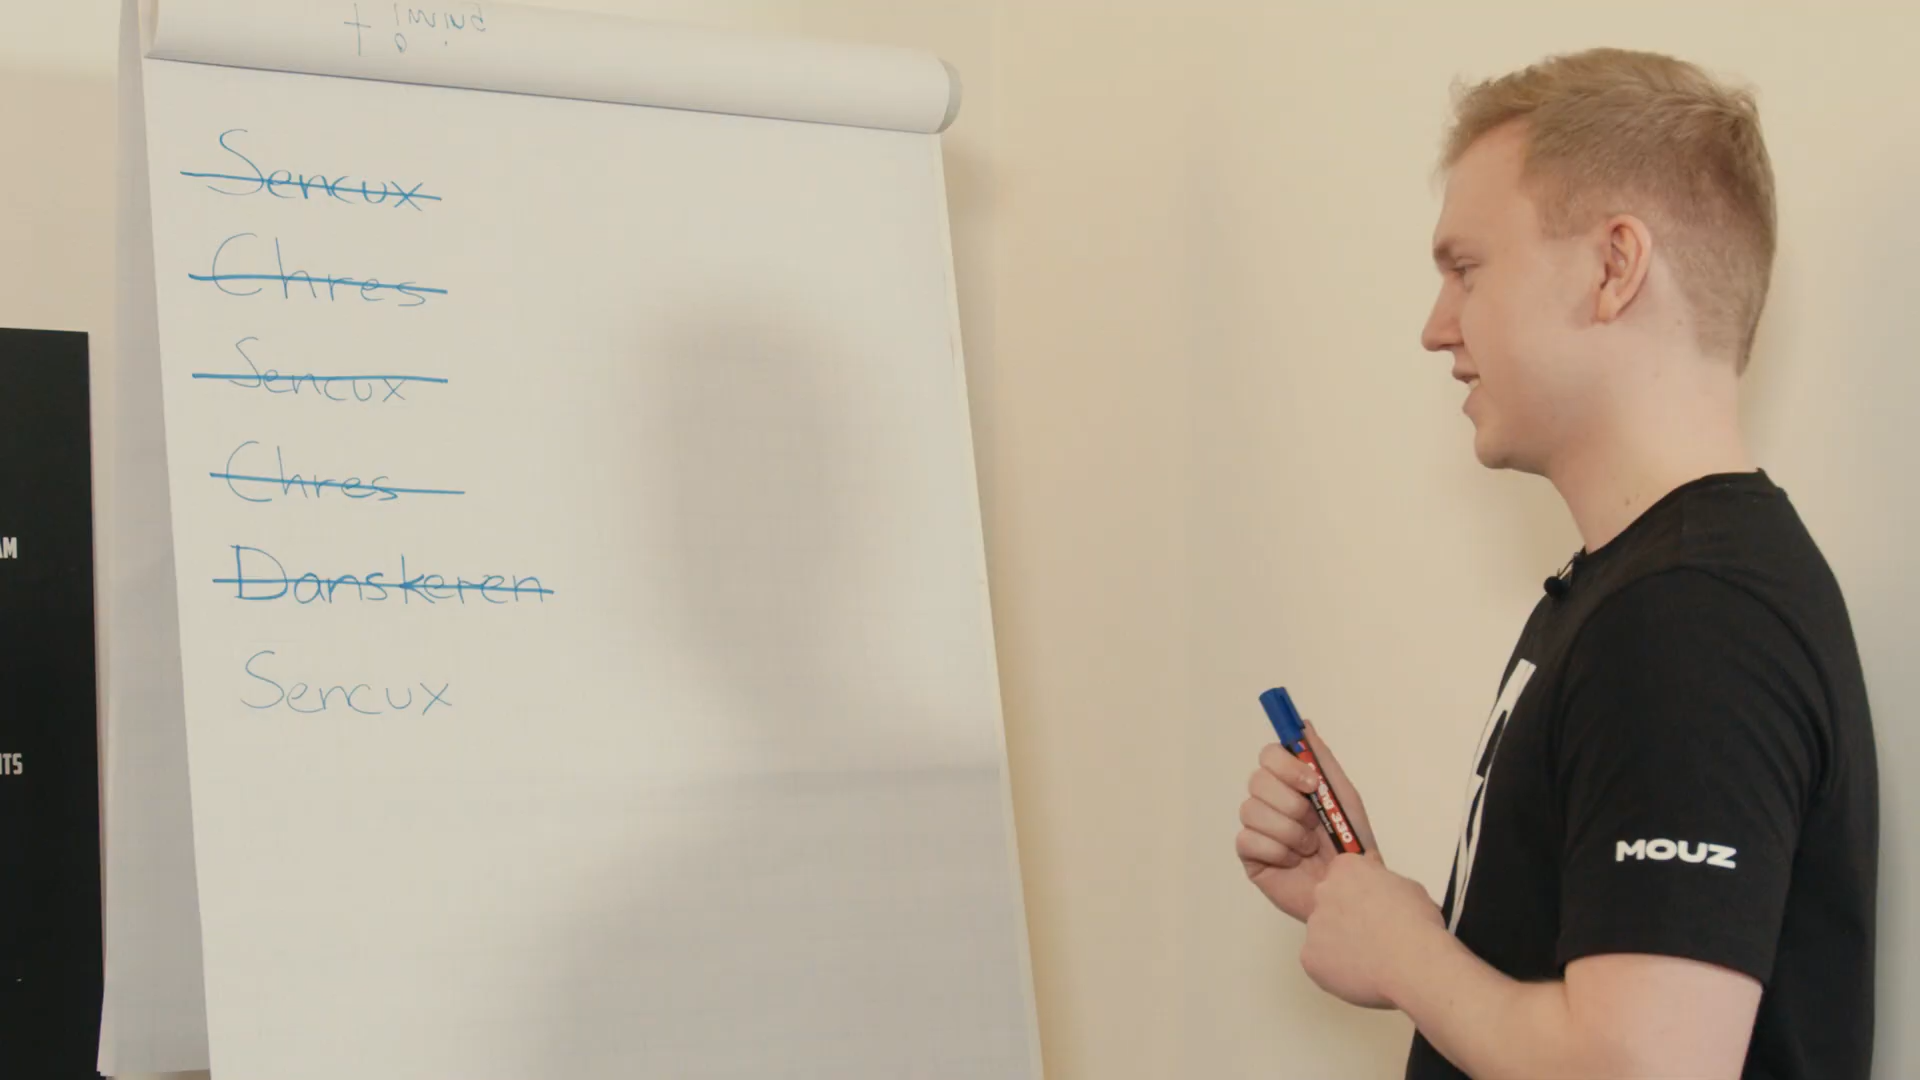 Sencux
Chres
Sencux
Chres
Danskeren
Sencux
MOUZ